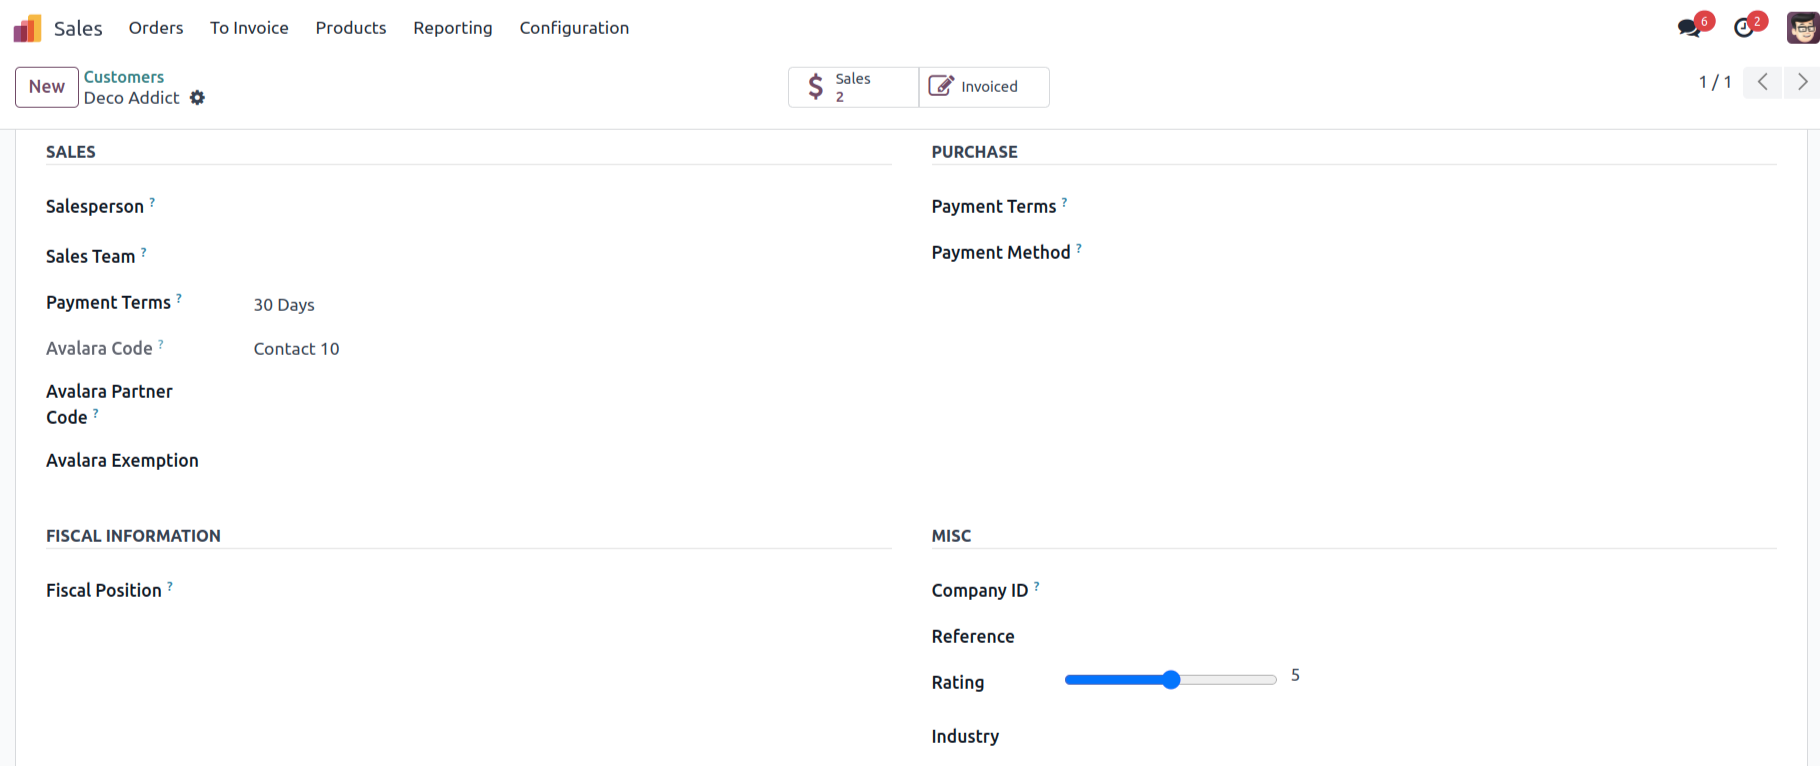 Sales Orders To Invoice Products Reporting Configuration 6 2
New Customers Sales Invoiced 1 / 1
Deco Addict 2
SALES
Salesperson ?
Sales Team ?
Payment Terms ? 30 Days
Avalara Code ? Contact 10
Avalara Partner
Code ?
Avalara Exemption
PURCHASE
Payment Terms ?
Payment Method ?
FISCAL INFORMATION
Fiscal Position ?
MISC
Company ID ?
Reference
Rating 5
Industry